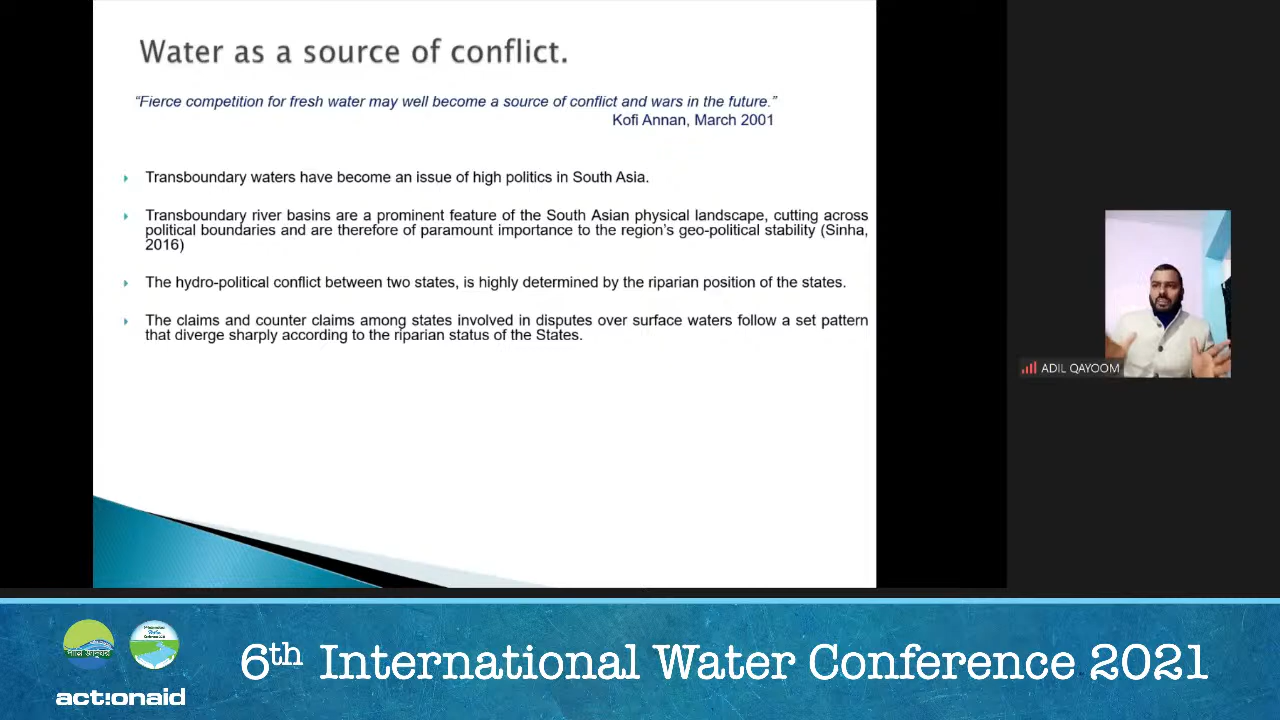 Water as a source of conflict.
“Fierce competition for fresh water may well become a source of conflict and wars in the future.”
Kofi Annan, March 2001
Transboundary waters have become an issue of high politics in South Asia.
Transboundary river basins are a prominent feature of the South Asian physical landscape, cutting across
political boundaries and are therefore of paramount importance to the region’s geo-political stability (Sinha,
2016)
The hydro-political conflict between two states, is highly determined by the riparian position of the states.
The claims and counter claims among states involved in disputes over surface waters follow a set pattern
that diverge sharply according to the riparian status of the States.
ADIL QAYOOM
act:onaid
6th International Water Conference 2021